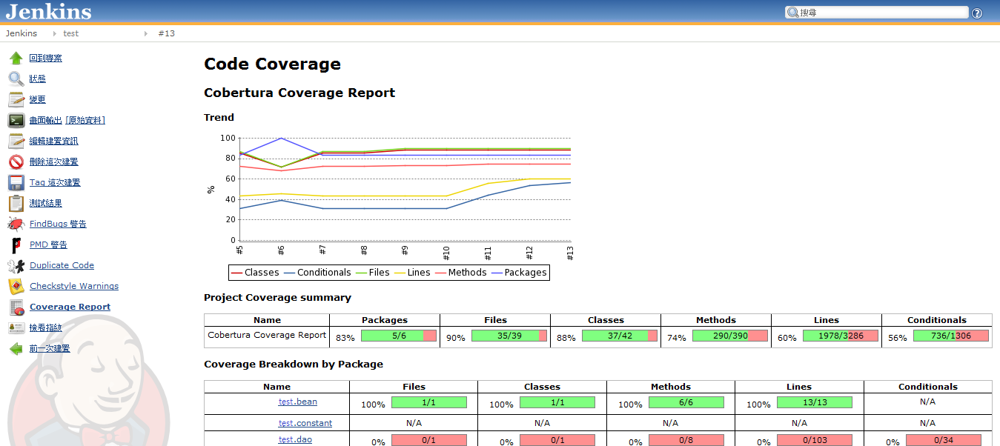 Jenkins
搜尋
Jenkins test #13
回到專案
狀態
變更
畫面輸出 [原始資料]
編輯建置資訊
刪除這次建置
Tag 這次建置
測試結果
FindBugs 警告
PMD 警告
Duplicate Code
Checkstyle Warnings
Coverage Report
檢看指紋
前一次建置
Code Coverage
Cobertura Coverage Report
Trend
100
80
60
40
20
0
%
#5 #6 #7 #8 #9 #10 #11 #12 #13
Classes Conditionals Files Lines Methods Packages
Project Coverage summary
Name Packages Files Classes Methods Lines Conditionals
Cobertura Coverage Report 83% 5/6 90% 35/39 88% 37/42 74% 290/390 60% 1978/3286 56% 736/1306
Coverage Breakdown by Package
Name Files Classes Methods Lines Conditionals
test.bean 100% 1/1 100% 1/1 100% 6/6 100% 13/13 N/A
test.constant N/A N/A N/A N/A N/A
test.dao 0% 0/1 0% 0/1 0% 0/8 0% 0/103 0% 0/34